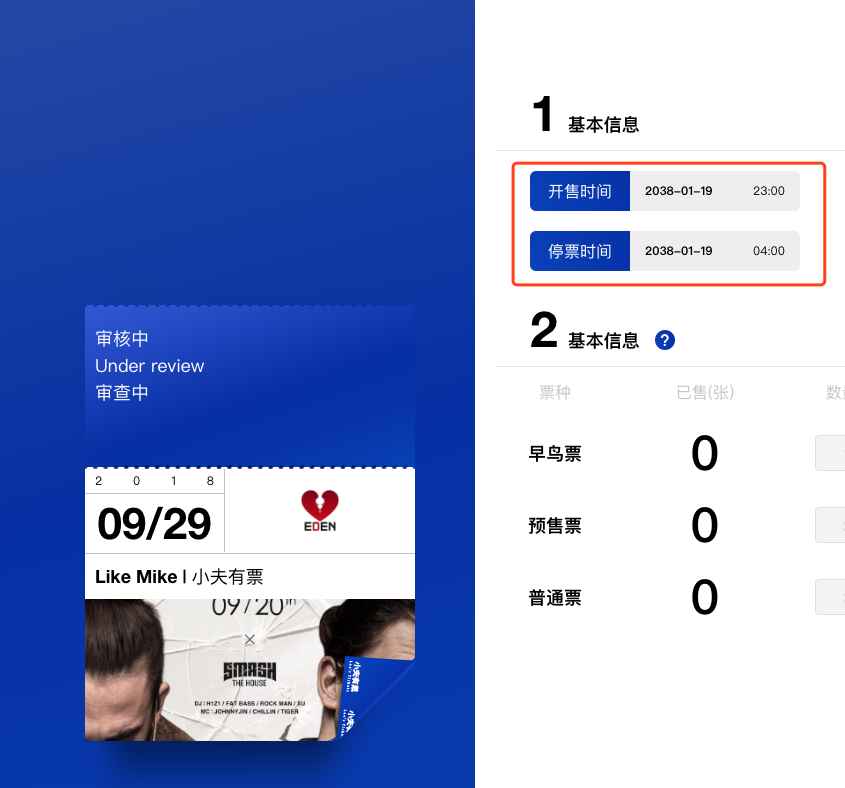 审核中
Under review
审查中
2 0 1 8
09/29
EDEN
Like Mike | 小夫有票
09/20th
×
SMASH
THE HOUSE
DJ : H1Z1 / FAT BASS / ROCK MAN / XU
MC : JOHNNYJIN / CHILLIN / TIGER
小夫有票
1 基本信息
开售时间 2038-01-19 23:00
停票时间 2038-01-19 04:00
2 基本信息 ?
票种 已售(张)
早鸟票 0
预售票 0
普通票 0